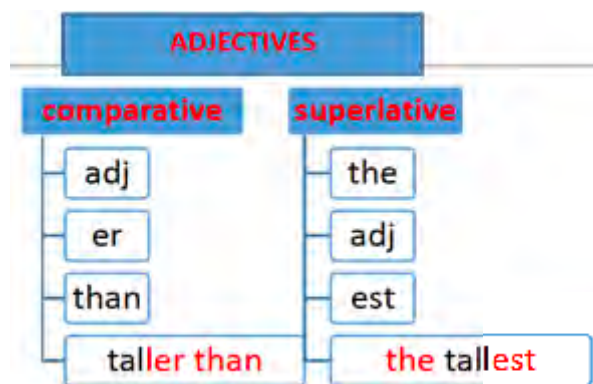 ADJECTIVES
comparative
adj
er
than
taller than
superlative
the
adj
est
the tallest